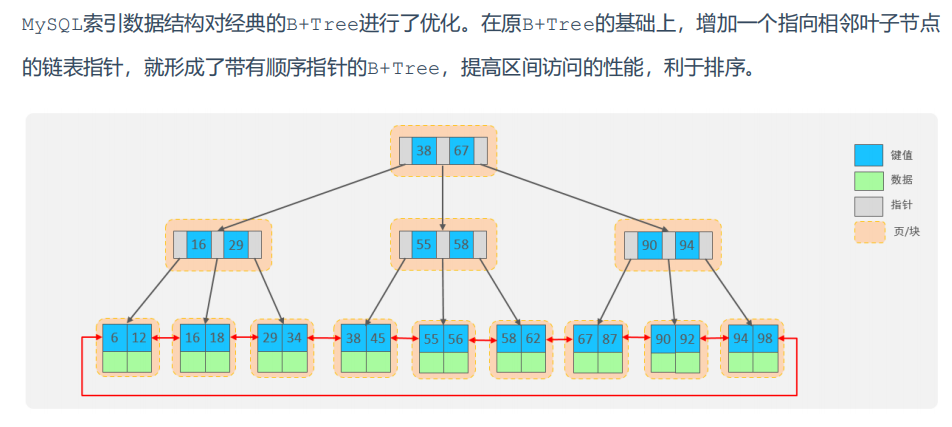 MySQL索引数据结构对经典的B+Tree进行了优化。在原B+Tree的基础上，增加一个指向相邻叶子节点
的链表指针，就形成了带有顺序指针的B+Tree，提高区间访问的性能，利于排序。
38 67
键值
数据
指针
页/块
16 29
55 58
90 94
6 12
16 18
29 34
38 45
55 56
58 62
67 87
90 92
94 98